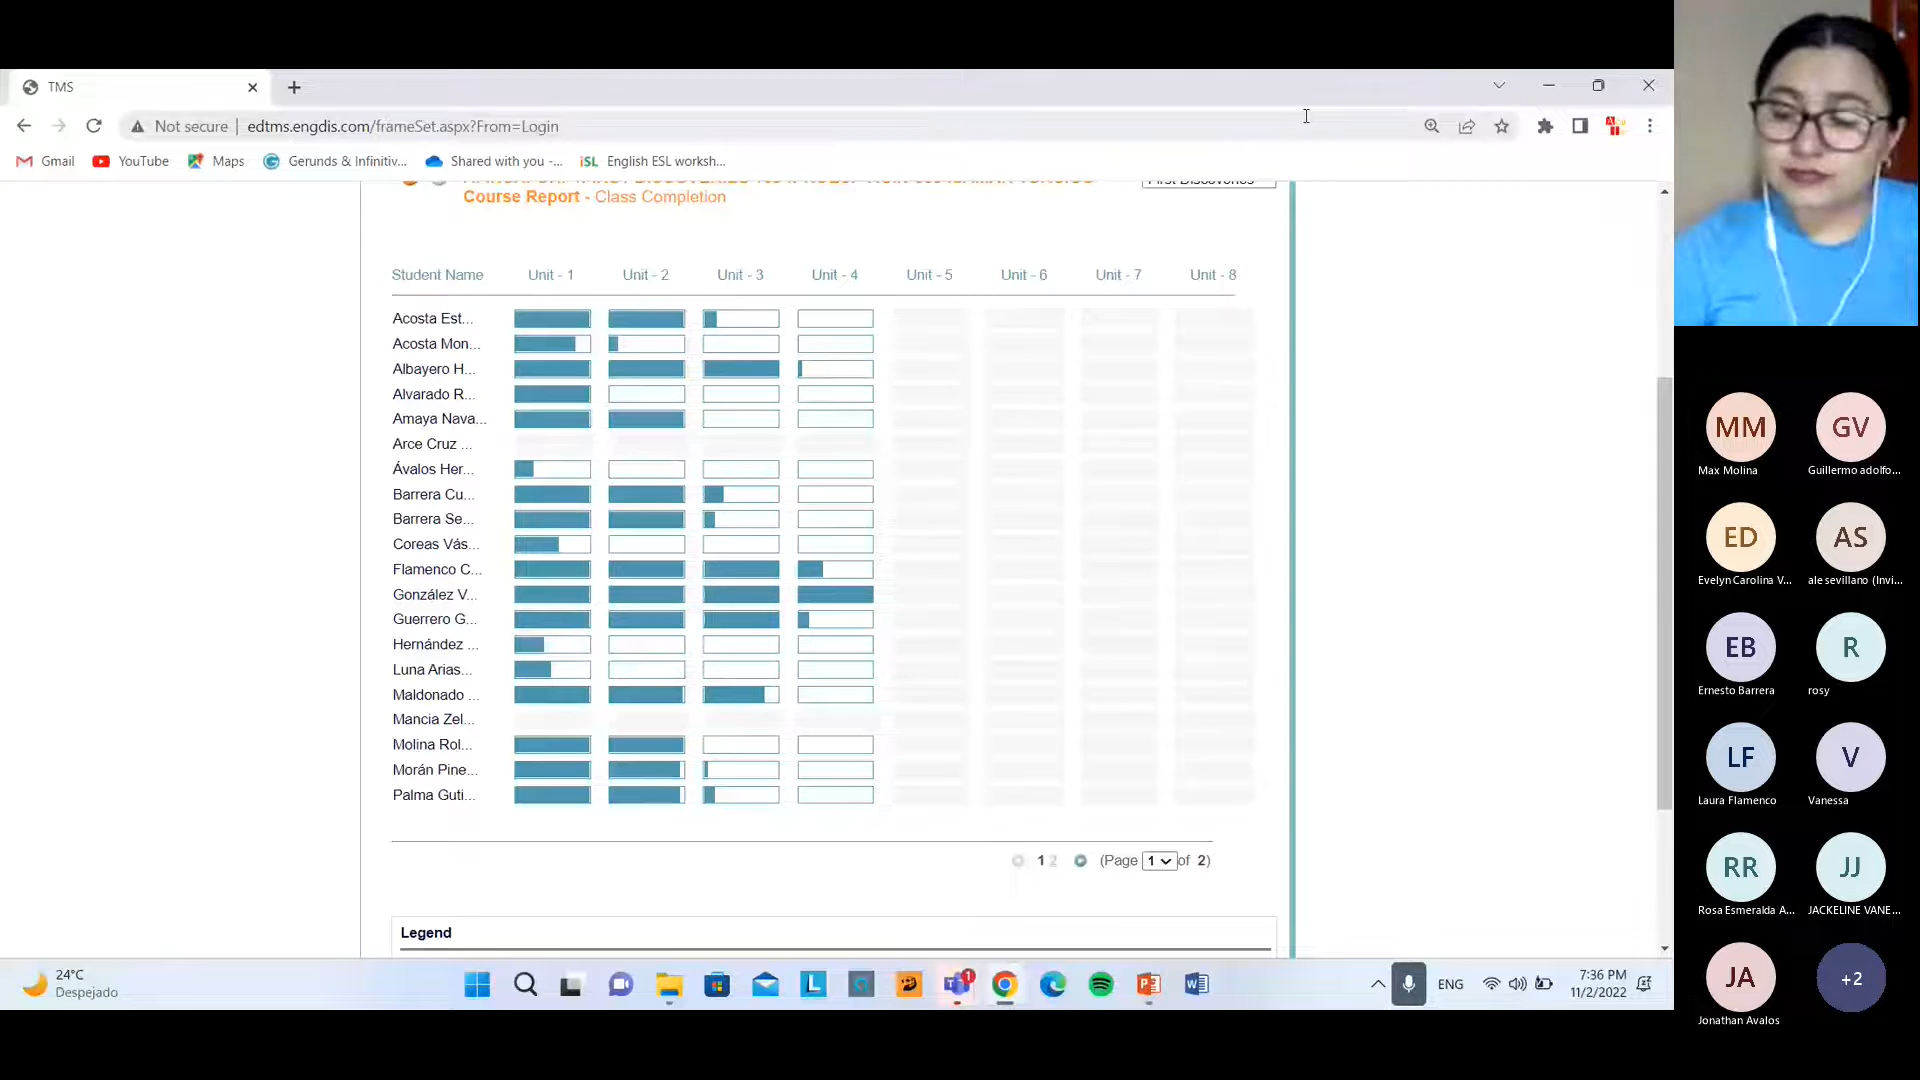 TMS
Not secure | edtms.engdis.com/frameSet.aspx?From=Login
Gmail YouTube Maps Gerunds & Infinitiv... Shared with you -... iSL English ESL worksh...
First Discoveries
Course Report - Class Completion
Student Name Unit - 1 Unit - 2 Unit - 3 Unit - 4 Unit - 5 Unit - 6 Unit - 7 Unit - 8
Acosta Est...
Acosta Mon...
Albayero H...
Alvarado R...
Amaya Nava...
Arce Cruz ...
Ávalos Her...
Barrera Cu...
Barrera Se...
Coreas Vás...
Flamenco C...
González V...
Guerrero G...
Hernández ...
Luna Arias...
Maldonado ...
Mancia Zel...
Molina Rol...
Morán Pine...
Palma Guti...
1 2 (Page 1 of 2)
Legend
24°C
Despejado
1
ENG
7:36 PM
11/2/2022
MM GV
Max Molina Guillermo adolfo...
ED AS
Evelyn Carolina V... ale sevillano (Invi...
EB R
Ernesto Barrera rosy
LF V
Laura Flamenco Vanessa
RR JJ
Rosa Esmeralda A... JACKELINE VANE...
JA +2
Jonathan Avalos